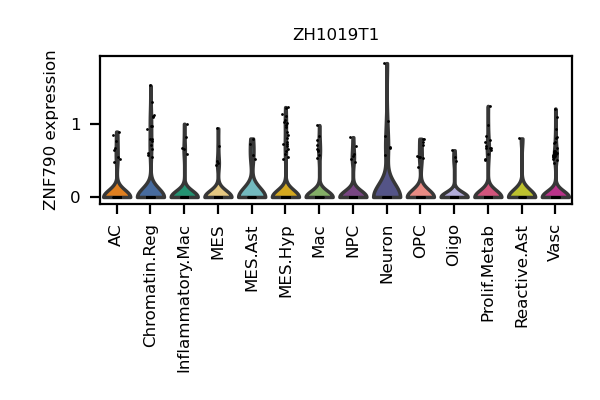 ZH1019T1
ZNF790 expression
1
0
AC
Chromatin.Reg
Inflammatory.Mac
MES
MES.Ast
MES.Hyp
Mac
NPC
Neuron
OPC
Oligo
Prolif.Metab
Reactive.Ast
Vasc